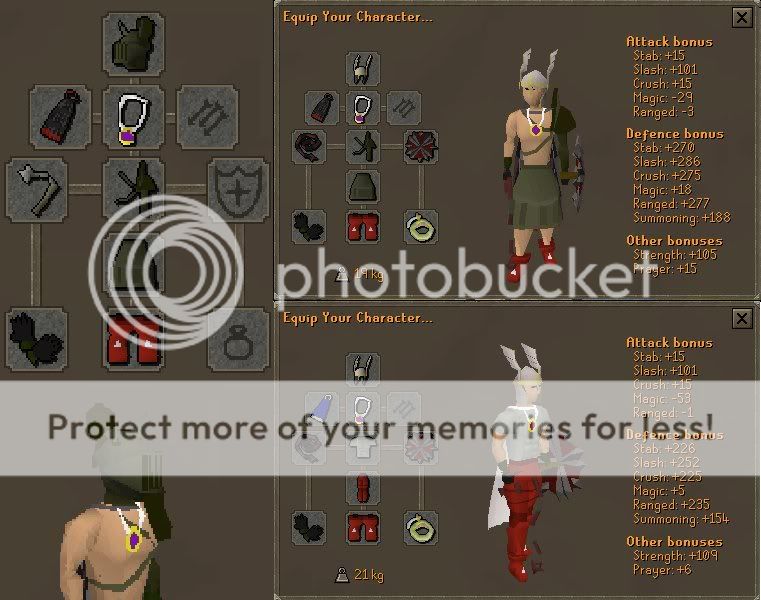 Equip Your Character...
Attack bonus
Stab: +15
Slash: +101
Crush: +15
Magic: -29
Ranged: -3
Defence bonus
Stab: +270
Slash: +286
Crush: +275
Magic: +18
Ranged: +277
Summoning: +188
Other bonuses
Strength: +105
Prayer: +15
19 kg
photobucket
Equip Your Character...
Attack bonus
Stab: +15
Slash: +101
Crush: +15
Magic: -53
Ranged: -1
Protect more of your memories for less!
Defence bonus
Stab: +226
Slash: +252
Crush: +225
Magic: +5
Ranged: +235
Summoning: +154
Other bonuses
Strength: +109
Prayer: +6
21 kg